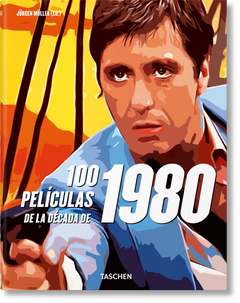 JÜRGEN MÜLLER (ED.)
100
PELÍCULAS
DE LA DÉCADA DE
1980
TASCHEN